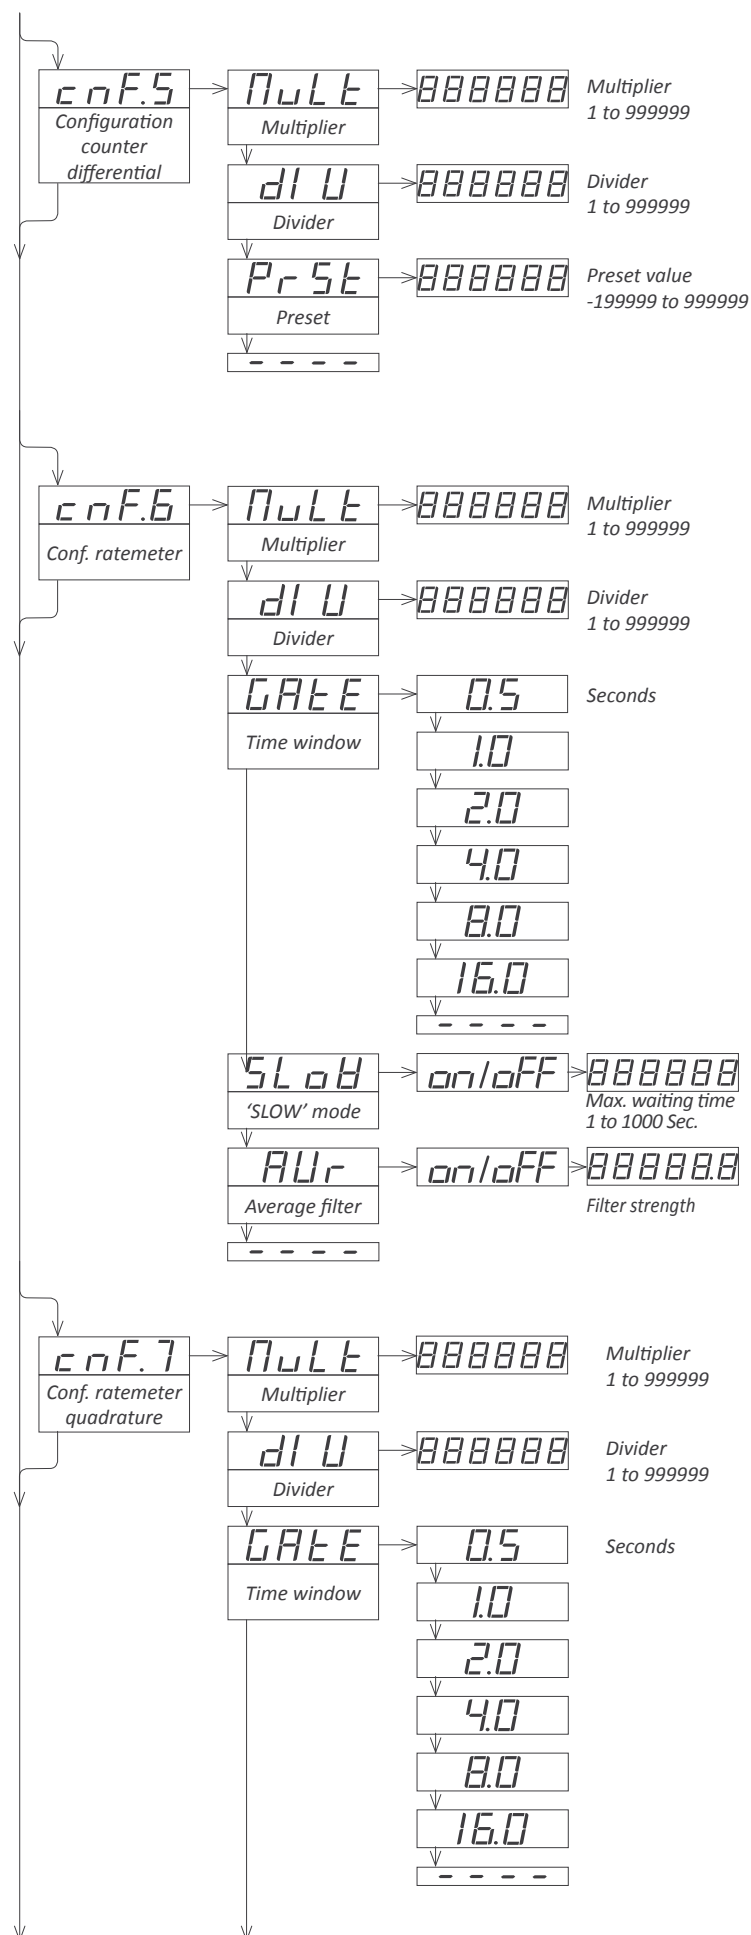 cnF.5
Configuration
counter
differential
MuLt
Multiplier
888888
Multiplier
1 to 999999
dIV
Divider
888888
Divider
1 to 999999
PrSt
Preset
888888
Preset value
-199999 to 999999
- - - -
cnF.6
Conf. ratemeter
MuLt
Multiplier
888888
Multiplier
1 to 999999
dIV
Divider
888888
Divider
1 to 999999
GAtE
Time window
0.5
Seconds
1.0
2.0
4.0
8.0
16.0
- - - -
SLoW
‘SLOW’ mode
on/oFF
888888
Max. waiting time
1 to 1000 Sec.
AVr
Average filter
on/oFF
88888.8
Filter strength
- - - -
cnF.7
Conf. ratemeter
quadrature
MuLt
Multiplier
888888
Multiplier
1 to 999999
dIV
Divider
888888
Divider
1 to 999999
GAtE
Time window
0.5
Seconds
1.0
2.0
4.0
8.0
16.0
- - - -